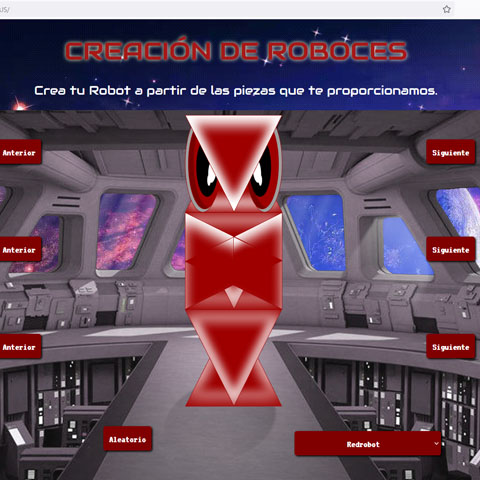 JS/
CREACIÓN DE ROBOCES
Crea tu Robot a partir de las piezas que te proporcionamos.
Anterior
Siguiente
Anterior
Siguiente
Anterior
Siguiente
Aleatorio
Redrobot